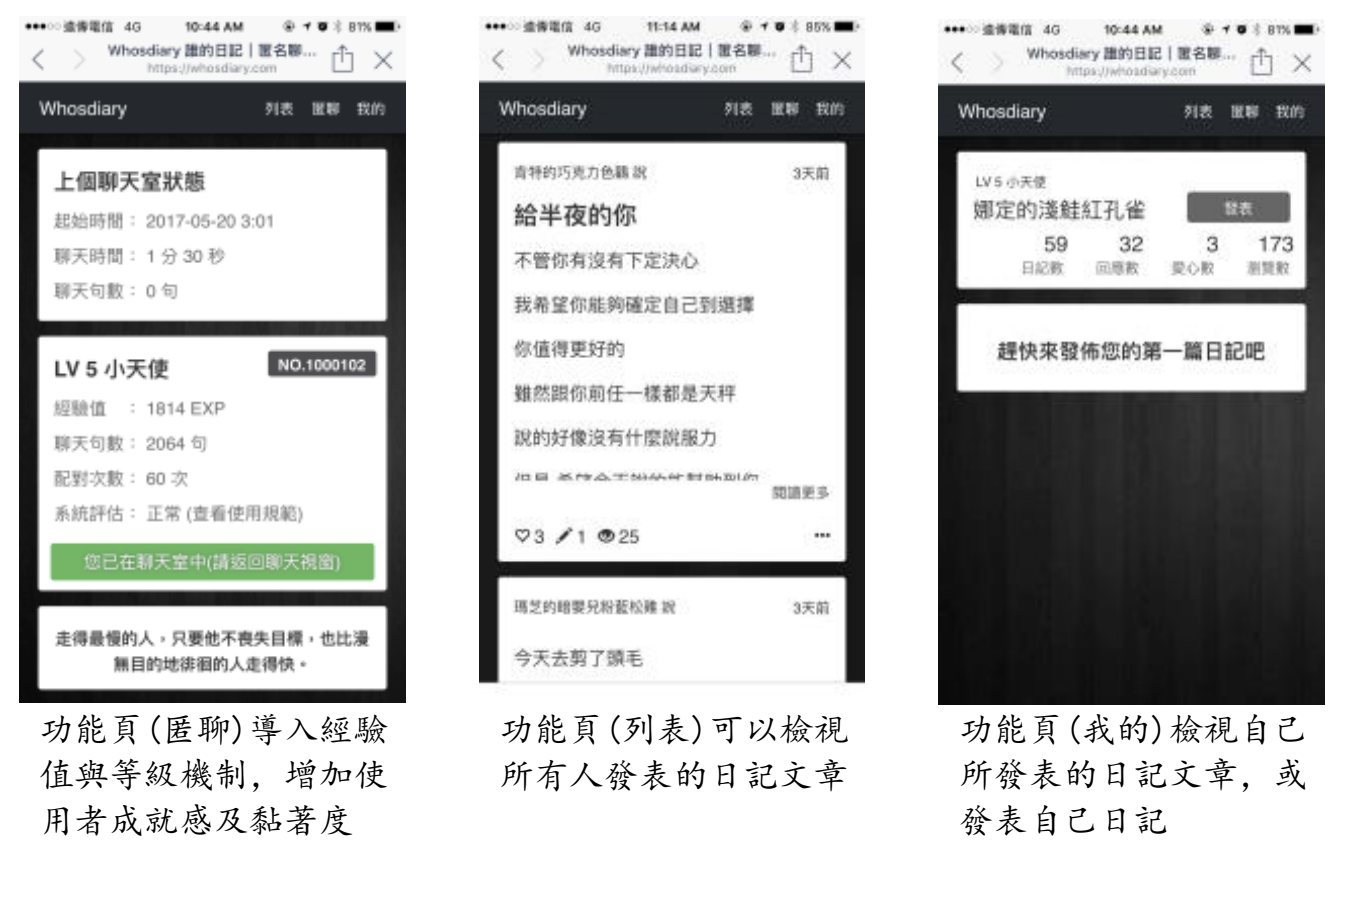 遠傳電信 4G 10:44 AM 81%
Whosdiary 誰的日記 | 匿名聊...
https://whosdiary.com
Whosdiary 列表 匿聊 我的
上個聊天室狀態
起始時間： 2017-05-20 3:01
聊天時間： 1 分 30 秒
聊天句數： 0 句
LV 5 小天使 NO.1000102
經驗值 ： 1814 EXP
聊天句數： 2064 句
配對次數： 60 次
系統評估： 正常 (查看使用規範)
您已在聊天室中(請返回聊天視窗)
走得最慢的人，只要他不喪失目標，也比漫
無目的地徘徊的人走得快。
功能頁(匿聊)導入經驗
值與等級機制，增加使
用者成就感及黏著度
遠傳電信 4G 11:14 AM 85%
Whosdiary 誰的日記 | 匿名聊...
https://whosdiary.com
Whosdiary 列表 匿聊 我的
肯特的巧克力色鵝 說 3天前
給半夜的你
不管你有沒有下定決心
我希望你能夠確定自己到選擇
你值得更好的
雖然跟你前任一樣都是天秤
說的好像沒有什麼說服力
閱讀更多
3 1 25 ...
瑪芝的暗嬰兒粉藍松雞 說 3天前
今天去剪了頭毛
功能頁(列表)可以檢視
所有人發表的日記文章
遠傳電信 4G 10:44 AM 81%
Whosdiary 誰的日記 | 匿名聊...
https://whosdiary.com
Whosdiary 列表 匿聊 我的
LV 5 小天使
娜定的淺鮭紅孔雀 發表
59 32 3 173
日記數 回應數 愛心數 瀏覽數
趕快來發佈您的第一篇日記吧
功能頁(我的)檢視自己
所發表的日記文章，或
發表自己日記